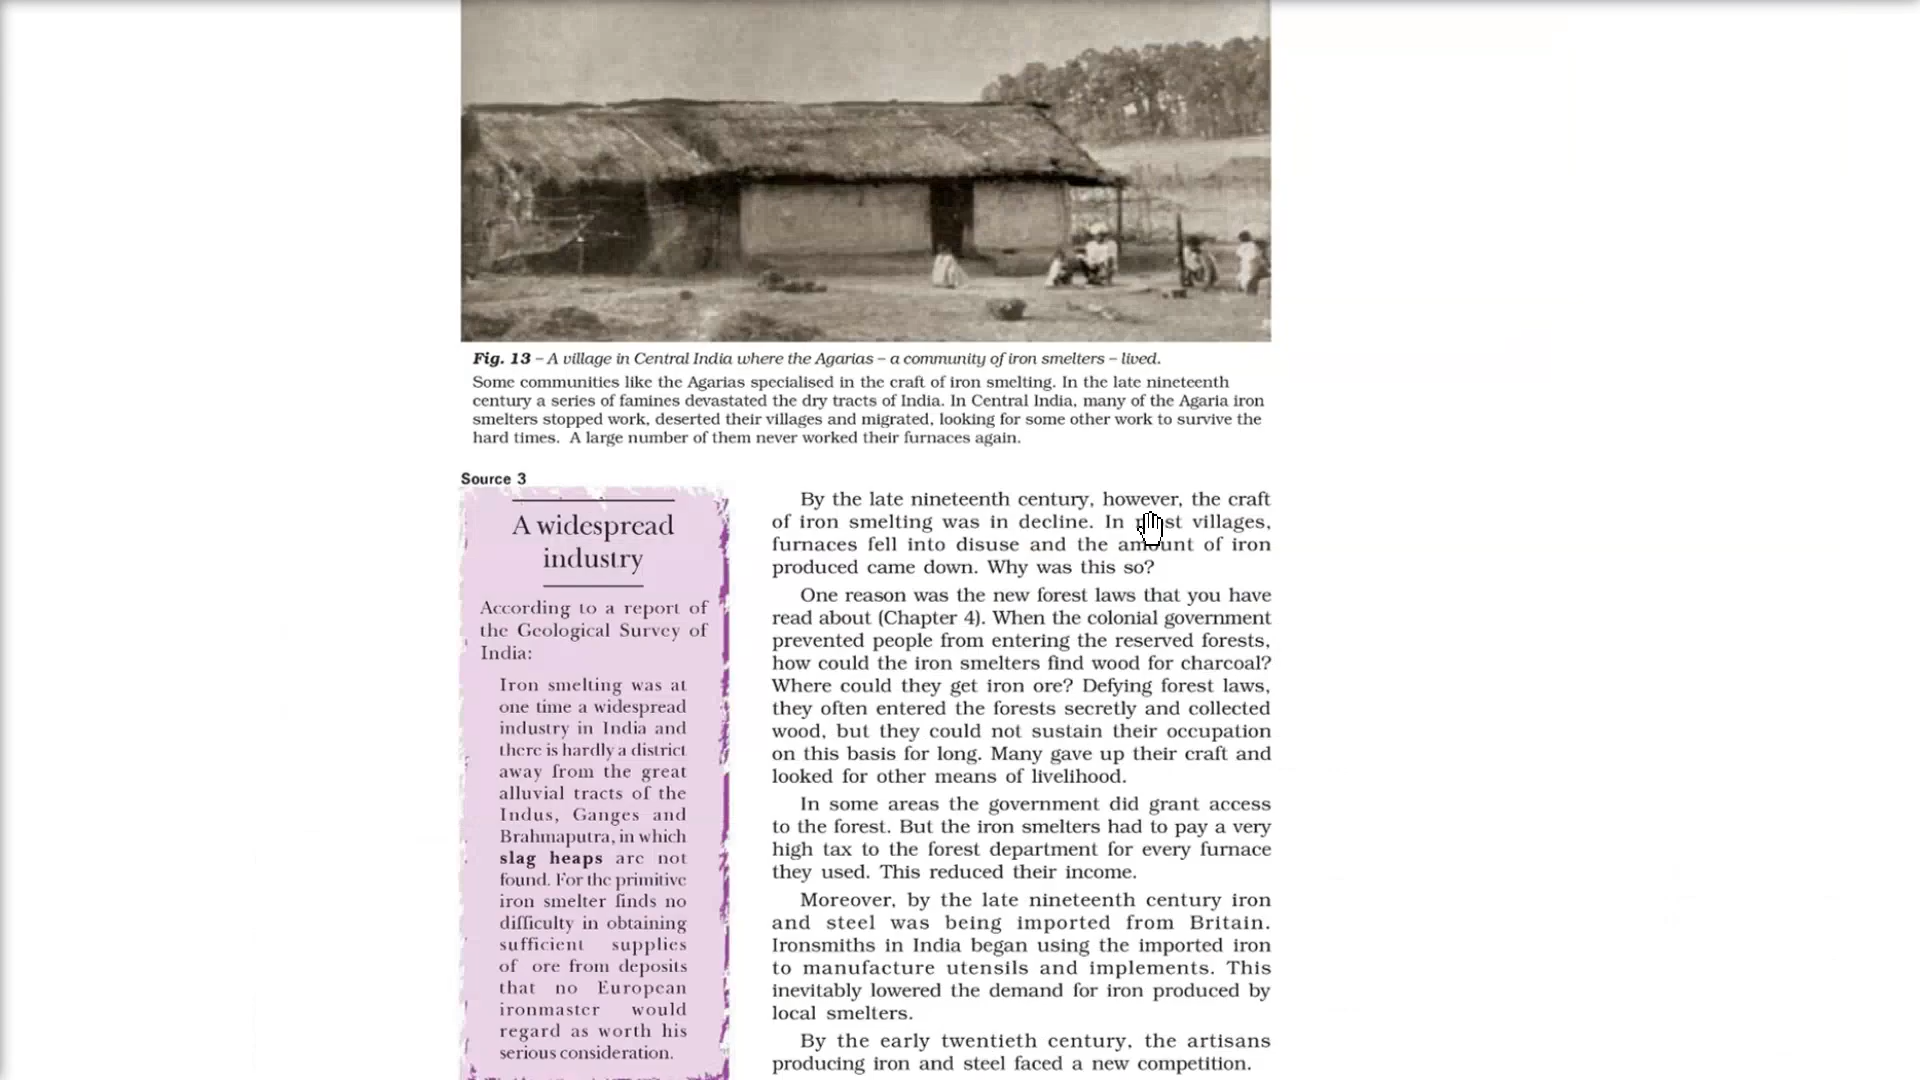 Fig. 13 – A village in Central India where the Agarias – a community of iron smelters – lived.
Some communities like the Agarias specialised in the craft of iron smelting. In the late nineteenth
century a series of famines devastated the dry tracts of India. In Central India, many of the Agaria iron
smelters stopped work, deserted their villages and migrated, looking for some other work to survive the
hard times. A large number of them never worked their furnaces again.
Source 3
A widespread
industry
According to a report of
the Geological Survey of
India:
Iron smelting was at
one time a widespread
industry in India and
there is hardly a district
away from the great
alluvial tracts of the
Indus, Ganges and
Brahmaputra, in which
slag heaps are not
found. For the primitive
iron smelter finds no
difficulty in obtaining
sufficient supplies
of ore from deposits
that no European
ironmaster would
regard as worth his
serious consideration.
By the late nineteenth century, however, the craft
of iron smelting was in decline. In most villages,
furnaces fell into disuse and the amount of iron
produced came down. Why was this so?
One reason was the new forest laws that you have
read about (Chapter 4). When the colonial government
prevented people from entering the reserved forests,
how could the iron smelters find wood for charcoal?
Where could they get iron ore? Defying forest laws,
they often entered the forests secretly and collected
wood, but they could not sustain their occupation
on this basis for long. Many gave up their craft and
looked for other means of livelihood.
In some areas the government did grant access
to the forest. But the iron smelters had to pay a very
high tax to the forest department for every furnace
they used. This reduced their income.
Moreover, by the late nineteenth century iron
and steel was being imported from Britain.
Ironsmiths in India began using the imported iron
to manufacture utensils and implements. This
inevitably lowered the demand for iron produced by
local smelters.
By the early twentieth century, the artisans
producing iron and steel faced a new competition.